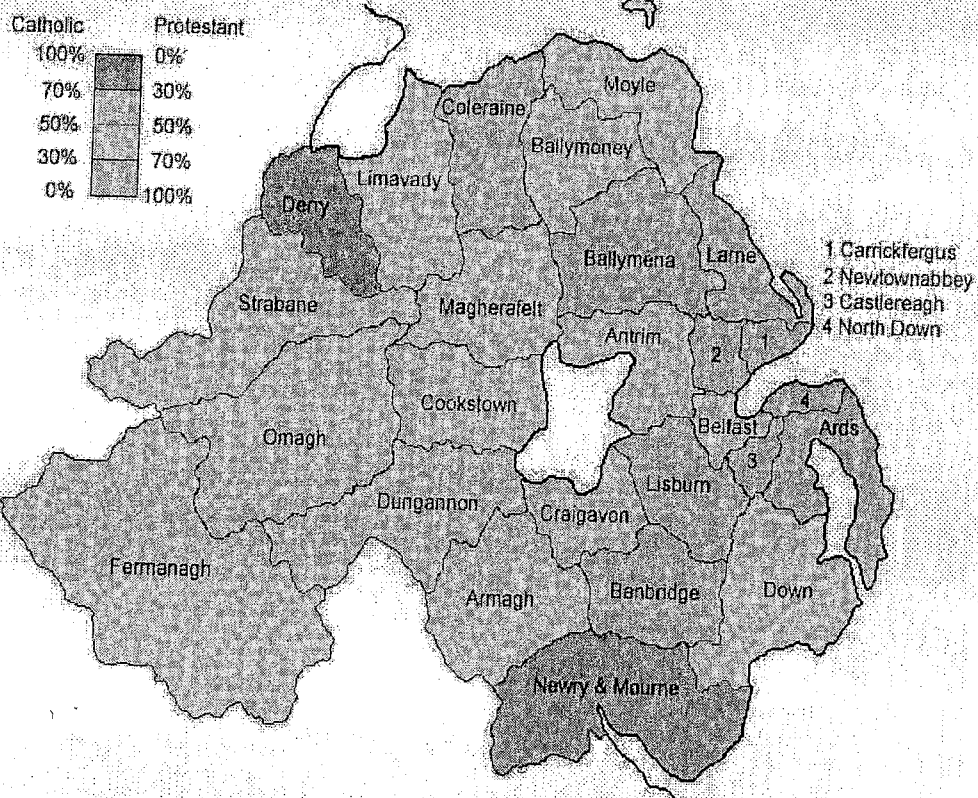 Catholic Protestant
100% 0%
70% 30%
50% 50%
30% 70%
0% 100%
Moyle
Coleraine
Ballymoney
Limavady
Derry
Ballymena
Larne
1 Carrickfergus
2 Newtownabbey
3 Castlereagh
4 North Down
Strabane
Magherafelt
Antrim
2
1
Cookstown
4
Belfast
Ards
Omagh
3
Lisburn
Dungannon
Craigavon
Fermanagh
Armagh
Banbridge
Down
Newry & Mourne